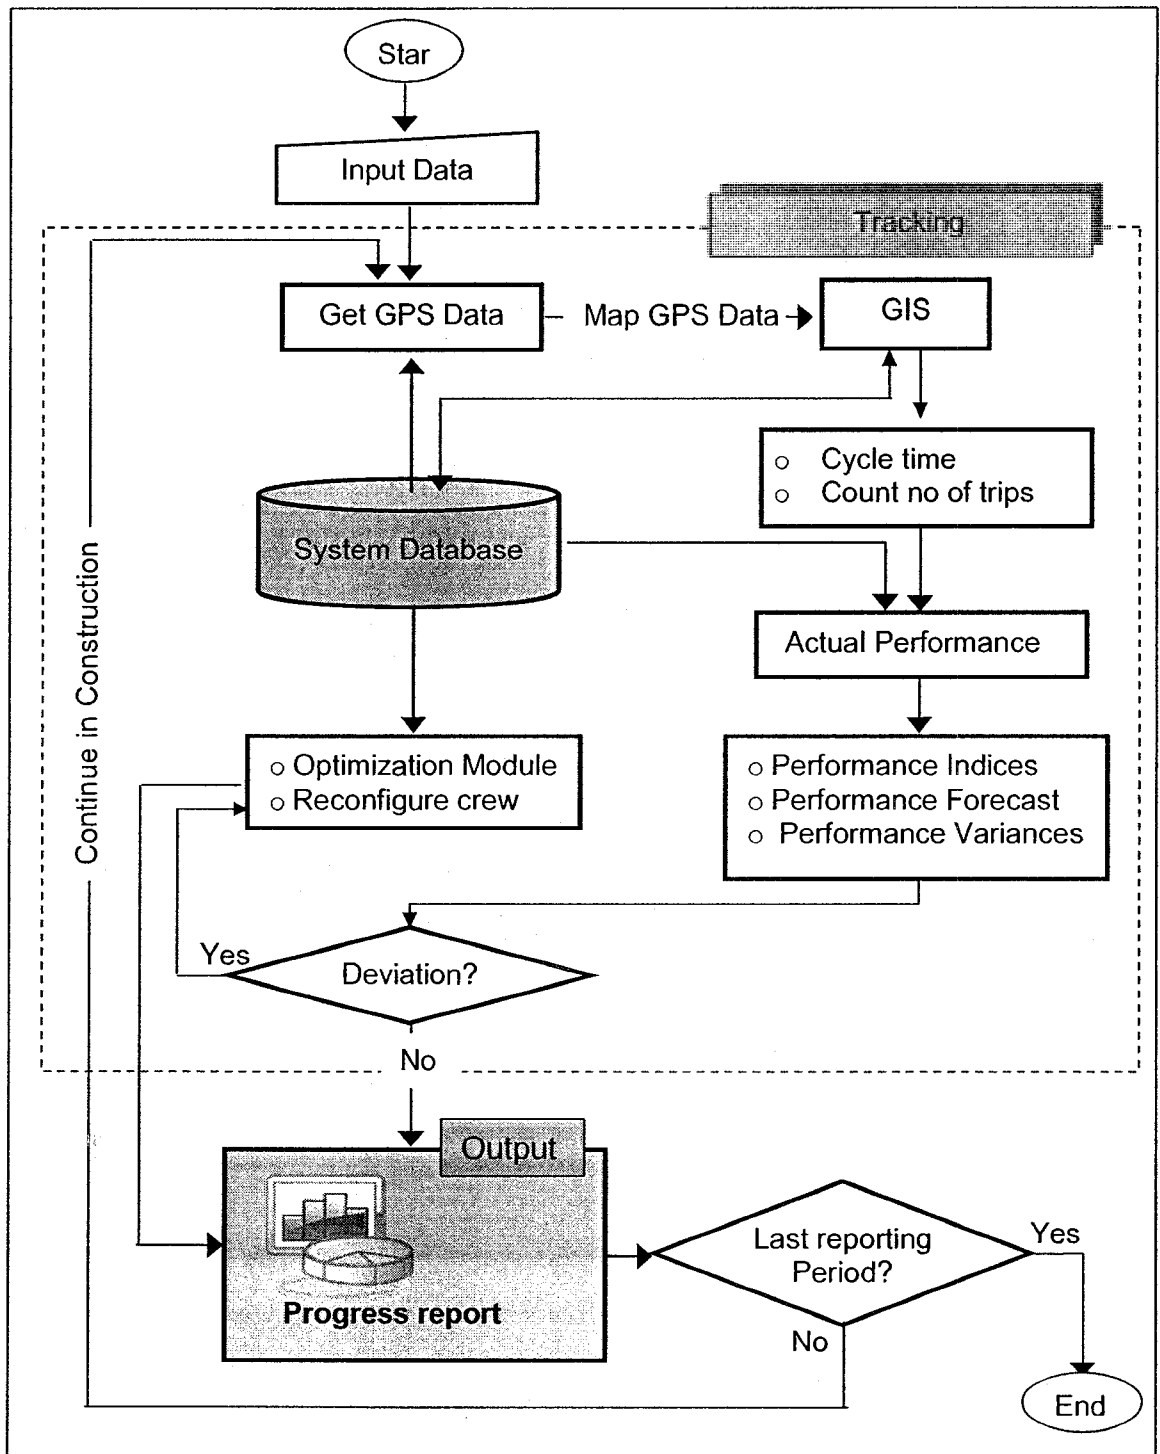 Star
Input Data
Tracking
Get GPS Data
Map GPS Data
GIS
Cycle time
Count no of trips
System Database
Actual Performance
Continue in Construction
Optimization Module
Reconfigure crew
Performance Indices
Performance Forecast
Performance Variances
Yes
Deviation?
No
Output
Progress report
Last reporting
Period?
Yes
No
End